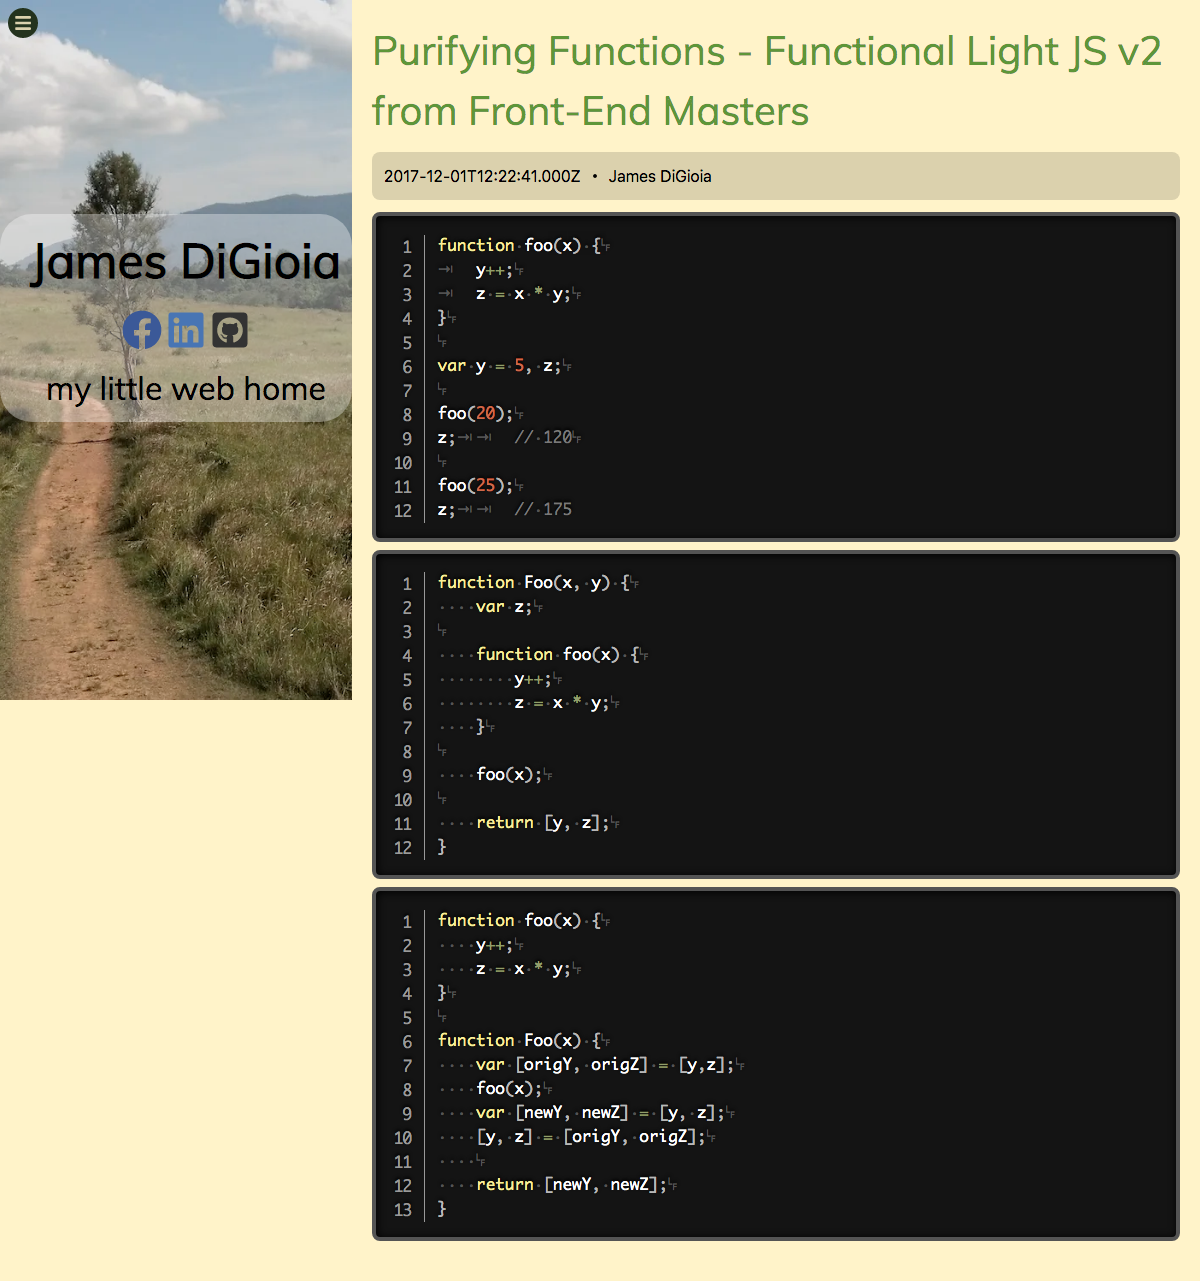 James DiGioia
my little web home
Purifying Functions - Functional Light JS v2
from Front-End Masters
2017-12-01T12:22:41.000Z • James DiGioia
1 function foo(x) {
2     y++;
3     z = x * y;
4 }
5
6 var y = 5, z;
7
8 foo(20);
9 z;      // 120
10
11 foo(25);
12 z;      // 175
1 function Foo(x, y) {
2     var z;
3
4     function foo(x) {
5         y++;
6         z = x * y;
7     }
8
9     foo(x);
10
11     return [y, z];
12 }
1 function foo(x) {
2     y++;
3     z = x * y;
4 }
5
6 function Foo(x) {
7     var [origY, origZ] = [y,z];
8     foo(x);
9     var [newY, newZ] = [y, z];
10     [y, z] = [origY, origZ];
11
12     return [newY, newZ];
13 }